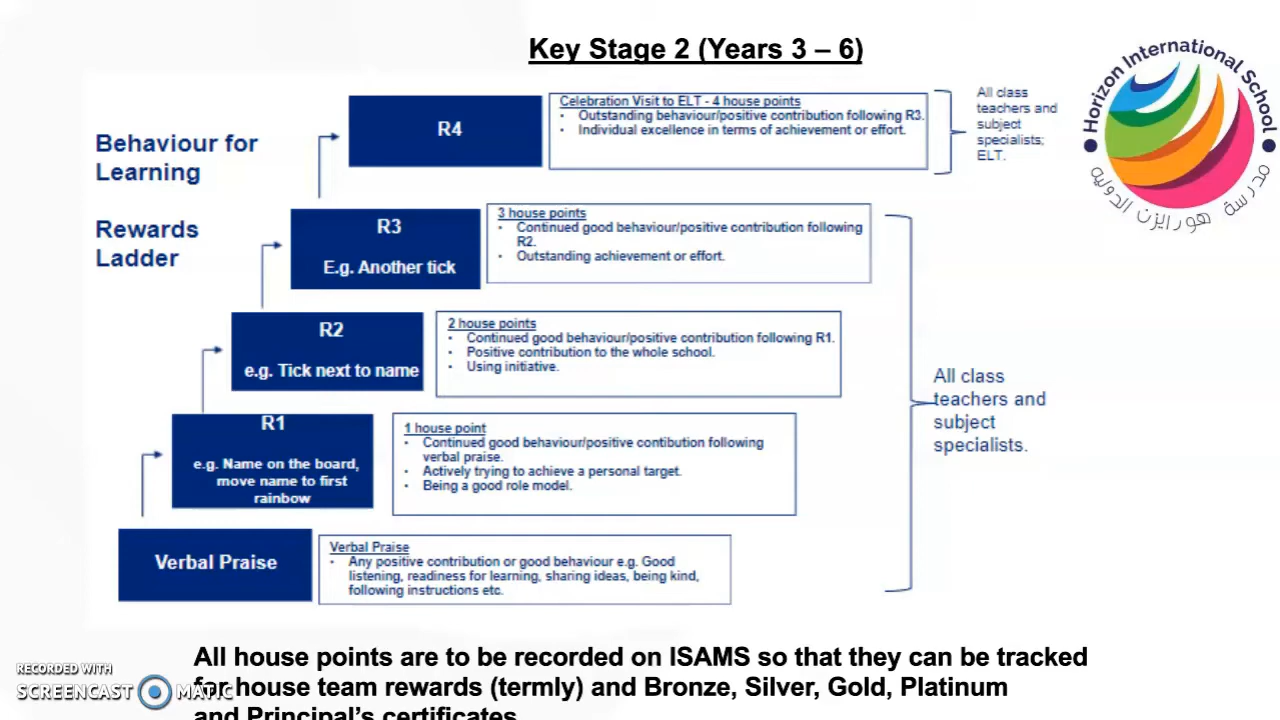 Key Stage 2 (Years 3 – 6)
Horizon International School
مدرسة هورايزن الدولية
Behaviour for
Learning
Rewards
Ladder
R4
Celebration Visit to ELT - 4 house points
• Outstanding behaviour/positive contribution following R3.
• Individual excellence in terms of achievement or effort.
All class
teachers and
subject
specialists;
ELT.
R3
E.g. Another tick
3 house points
• Continued good behaviour/positive contribution following
R2.
• Outstanding achievement or effort.
R2
e.g. Tick next to name
2 house points
• Continued good behaviour/positive contribution following R1.
• Positive contribution to the whole school.
• Using initiative.
All class
teachers and
subject
specialists.
R1
e.g. Name on the board,
move name to first
rainbow
1 house point
• Continued good behaviour/positive contibution following
verbal praise.
• Actively trying to achieve a personal target.
• Being a good role model.
Verbal Praise
Verbal Praise
• Any positive contribution or good behaviour e.g. Good
listening, readiness for learning, sharing ideas, being kind,
following instructions etc.
All house points are to be recorded on ISAMS so that they can be tracked
for house team rewards (termly) and Bronze, Silver, Gold, Platinum
and Principal's certificates
RECORDED WITH
SCREENCAST MATIC